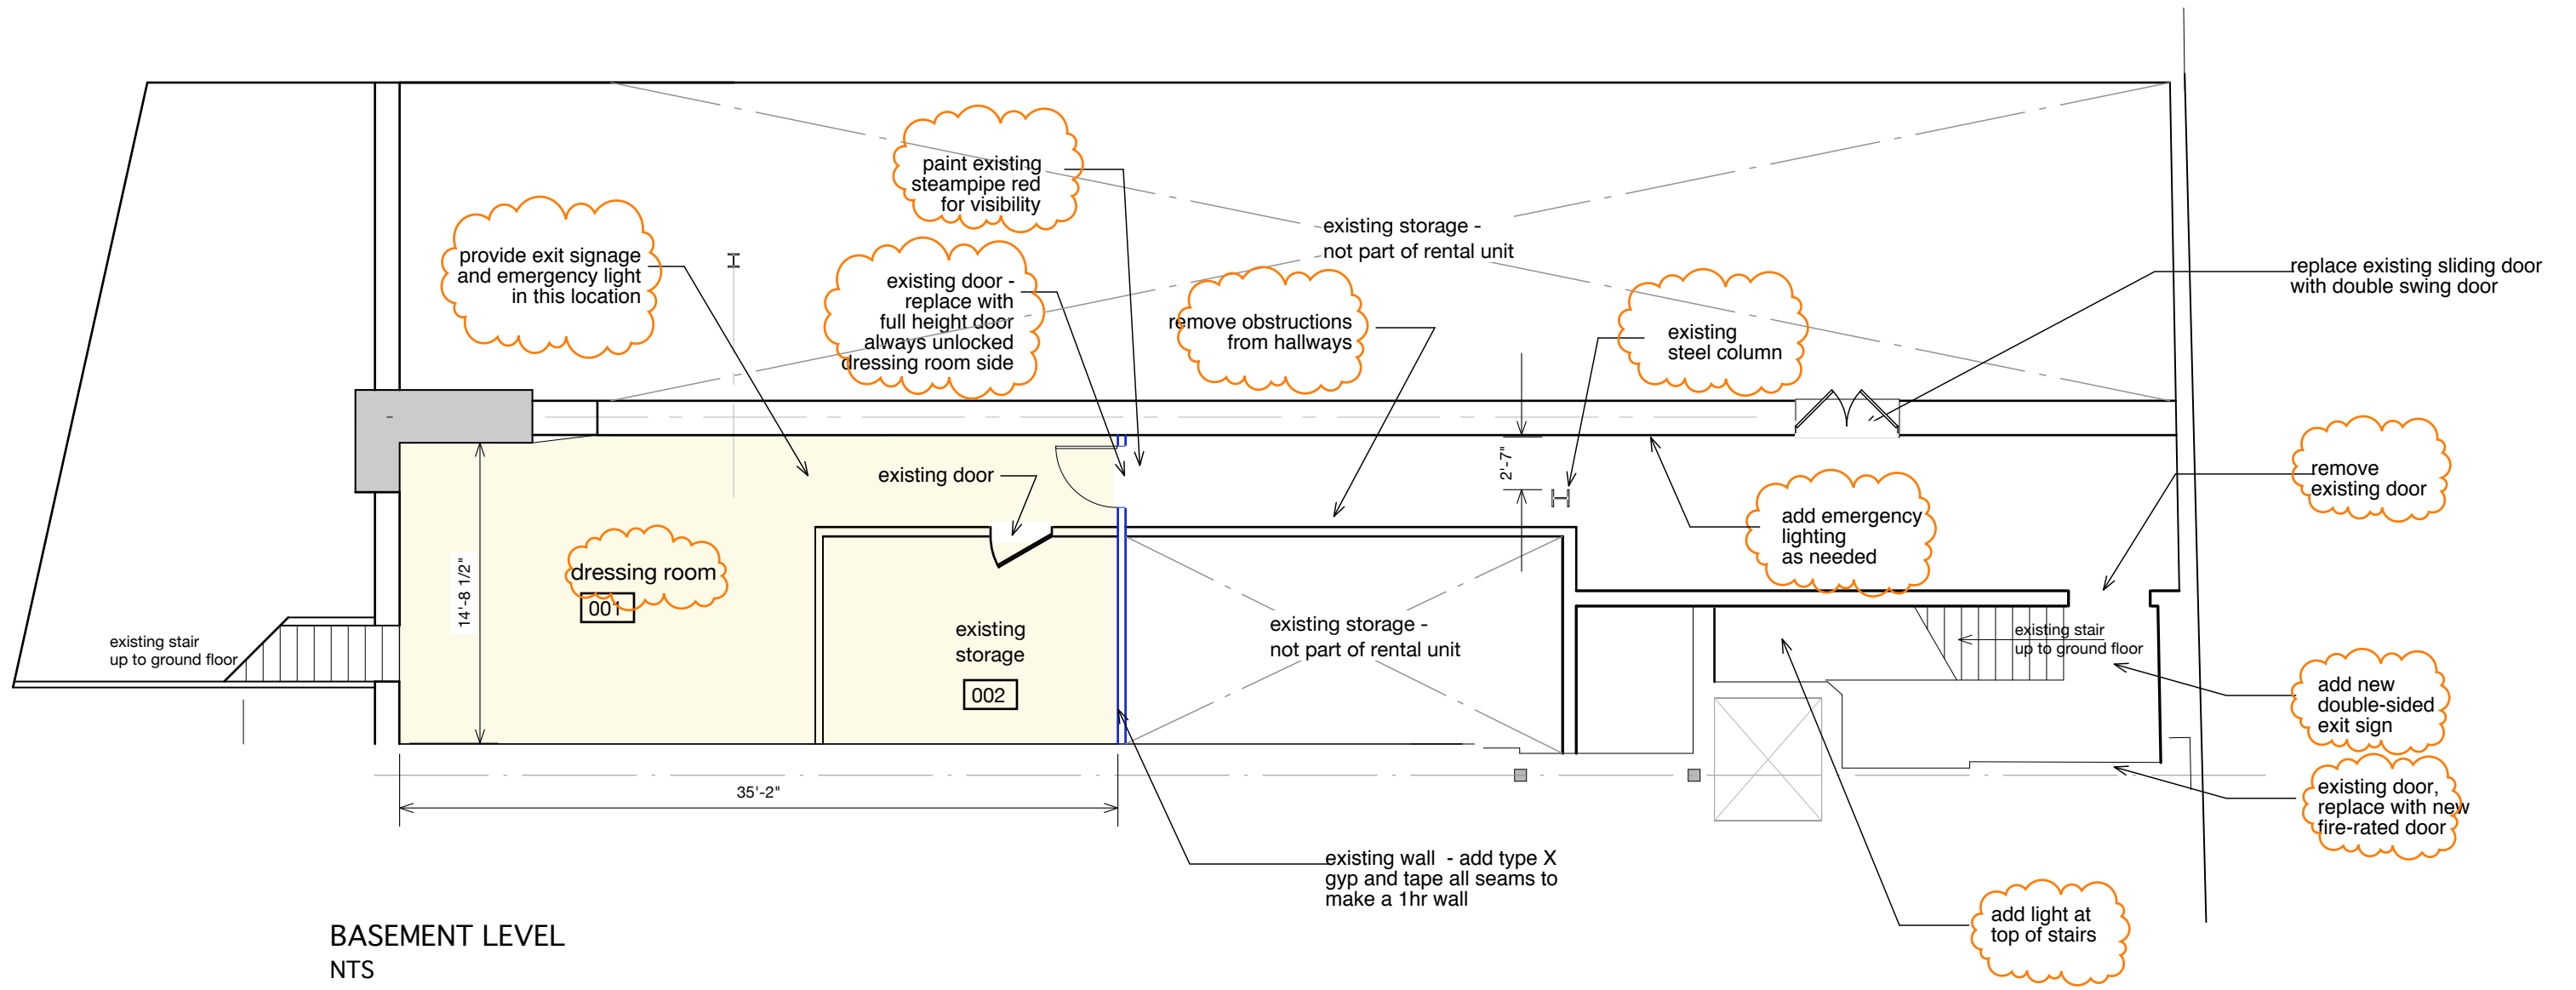 paint existing
steampipe red
for visibility
existing storage -
not part of rental unit
provide exit signage
and emergency light
in this location
existing door -
replace with
full height door
always unlocked
dressing room side
remove obstructions
from hallways
existing
steel column
replace existing sliding door
with double swing door
existing door
2'-7"
remove
existing door
add emergency
lighting
as needed
14'-8 1/2"
dressing room
001
existing
storage
002
existing storage -
not part of rental unit
existing stair
up to ground floor
existing stair
up to ground floor
add new
double-sided
exit sign
existing door,
replace with new
fire-rated door
35'-2"
existing wall - add type X
gyp and tape all seams to
make a 1hr wall
add light at
top of stairs
BASEMENT LEVEL
NTS